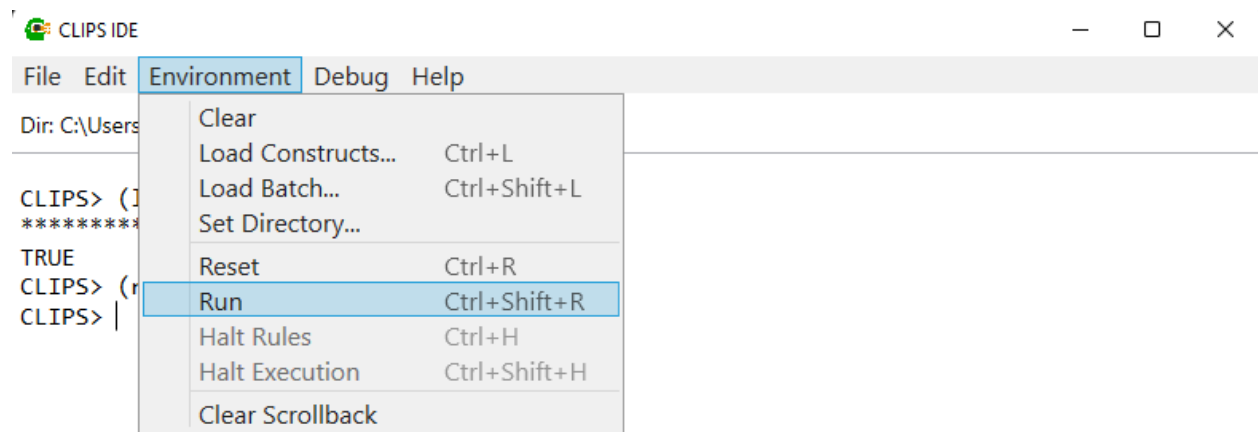 CLIPS IDE
File Edit Environment Debug Help
Dir: C:\Users
Clear
Load Constructs... Ctrl+L
Load Batch... Ctrl+Shift+L
Set Directory...
Reset Ctrl+R
Run Ctrl+Shift+R
Halt Rules Ctrl+H
Halt Execution Ctrl+Shift+H
Clear Scrollback
CLIPS> (
*********
TRUE
CLIPS> (r
CLIPS>